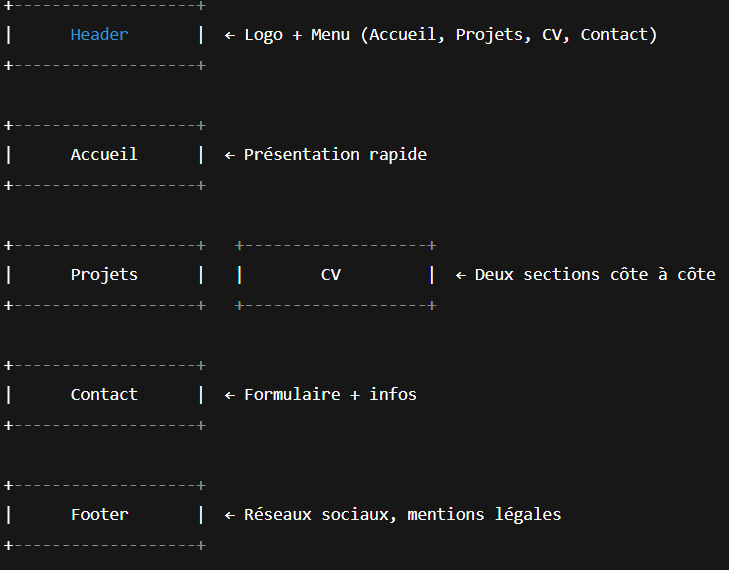 +-------------------+
|      Header       |  ← Logo + Menu (Accueil, Projets, CV, Contact)
+-------------------+
+-------------------+
|      Accueil      |  ← Présentation rapide
+-------------------+
+-------------------+   +-------------------+
|      Projets      |   |        CV         |  ← Deux sections côte à côte
+-------------------+   +-------------------+
+-------------------+
|      Contact      |  ← Formulaire + infos
+-------------------+
+-------------------+
|      Footer       |  ← Réseaux sociaux, mentions légales
+-------------------+